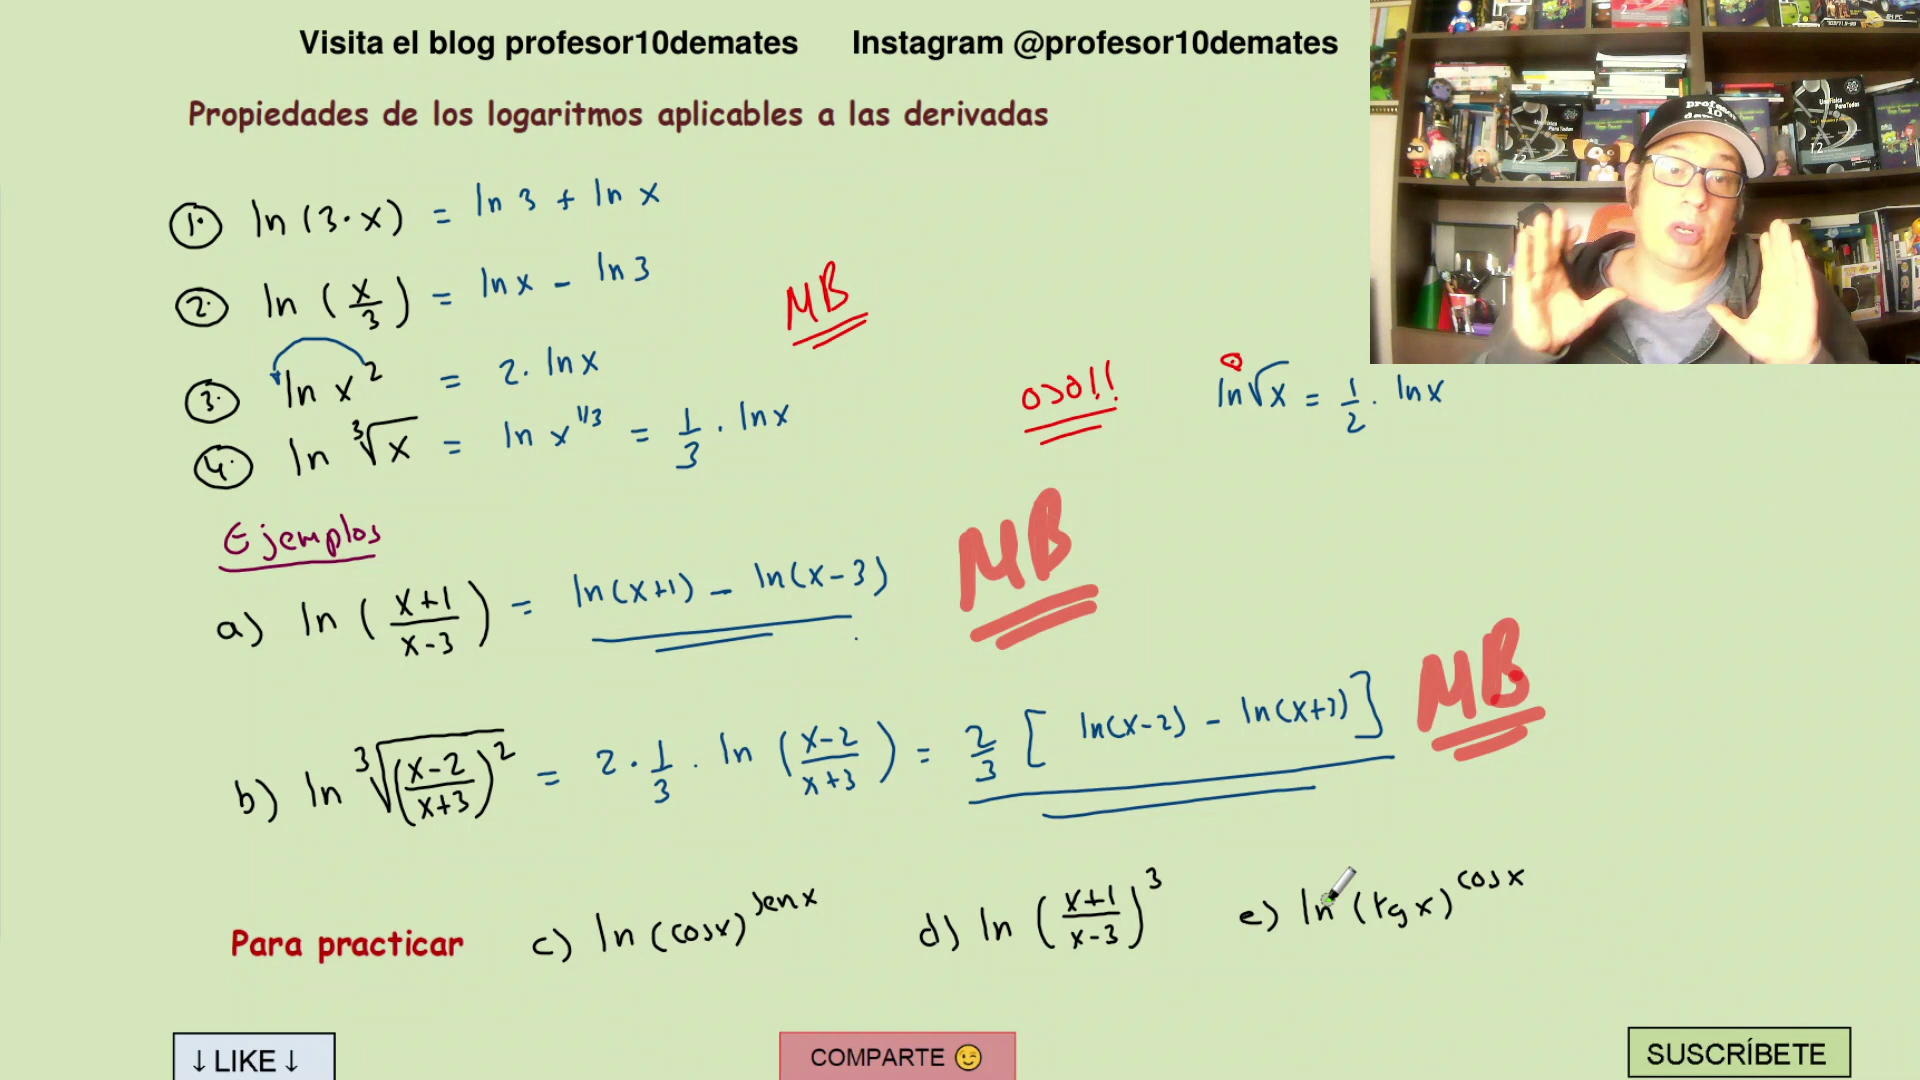 Visita el blog profesor10demates Instagram @profesor10demates
Propiedades de los logaritmos aplicables a las derivadas
1. ln (3·x) = ln 3 + ln x
2. ln (x/3) = ln x - ln 3
MB
3. ln x² = 2· ln x
ojo!! ln√x = 1/2 · ln x
4. ln ∛x = ln x^1/3 = 1/3 · ln x
Ejemplos
a) ln ( x+1 / x-3 ) = ln(x+1) - ln(x-3) MB
b) ln ∛(x-2 / x+3)² = 2·1/3 · ln (x-2 / x+3) = 2/3 [ ln(x-2) - ln(x+3) ] MB
Para practicar c) ln (cosx)^senx d) ln (x+1 / x-3)³ e) ln (tg x)^cosx
↓ LIKE ↓ COMPARTE 😉 SUSCRÍBETE